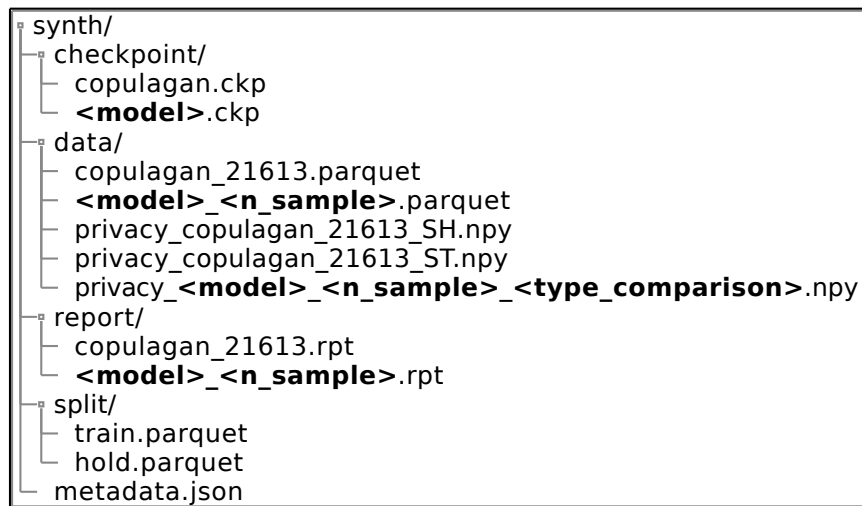 synth/
checkpoint/
copulagan.ckp
<model>.ckp
data/
copulagan_21613.parquet
<model>_<n_sample>.parquet
privacy_copulagan_21613_SH.npy
privacy_copulagan_21613_ST.npy
privacy_<model>_<n_sample>_<type_comparison>.npy
report/
copulagan_21613.rpt
<model>_<n_sample>.rpt
split/
train.parquet
hold.parquet
metadata.json